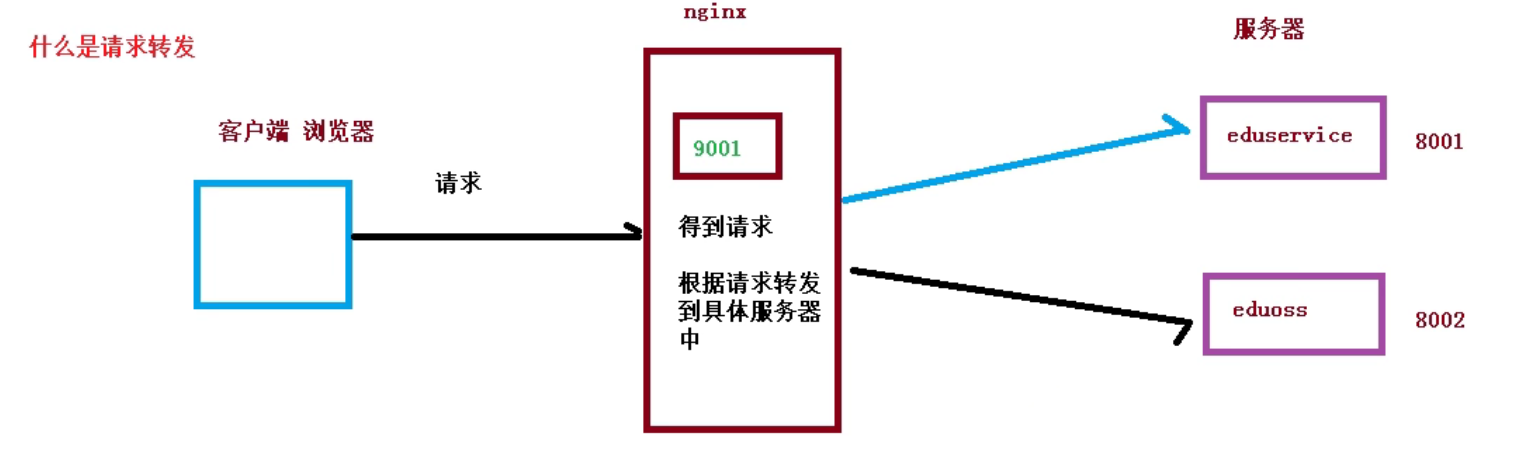 nginx
服务器
什么是请求转发
客户端 浏览器
请求
9001
得到请求
根据请求转发
到具体服务器
中
eduservice
8001
eduoss
8002